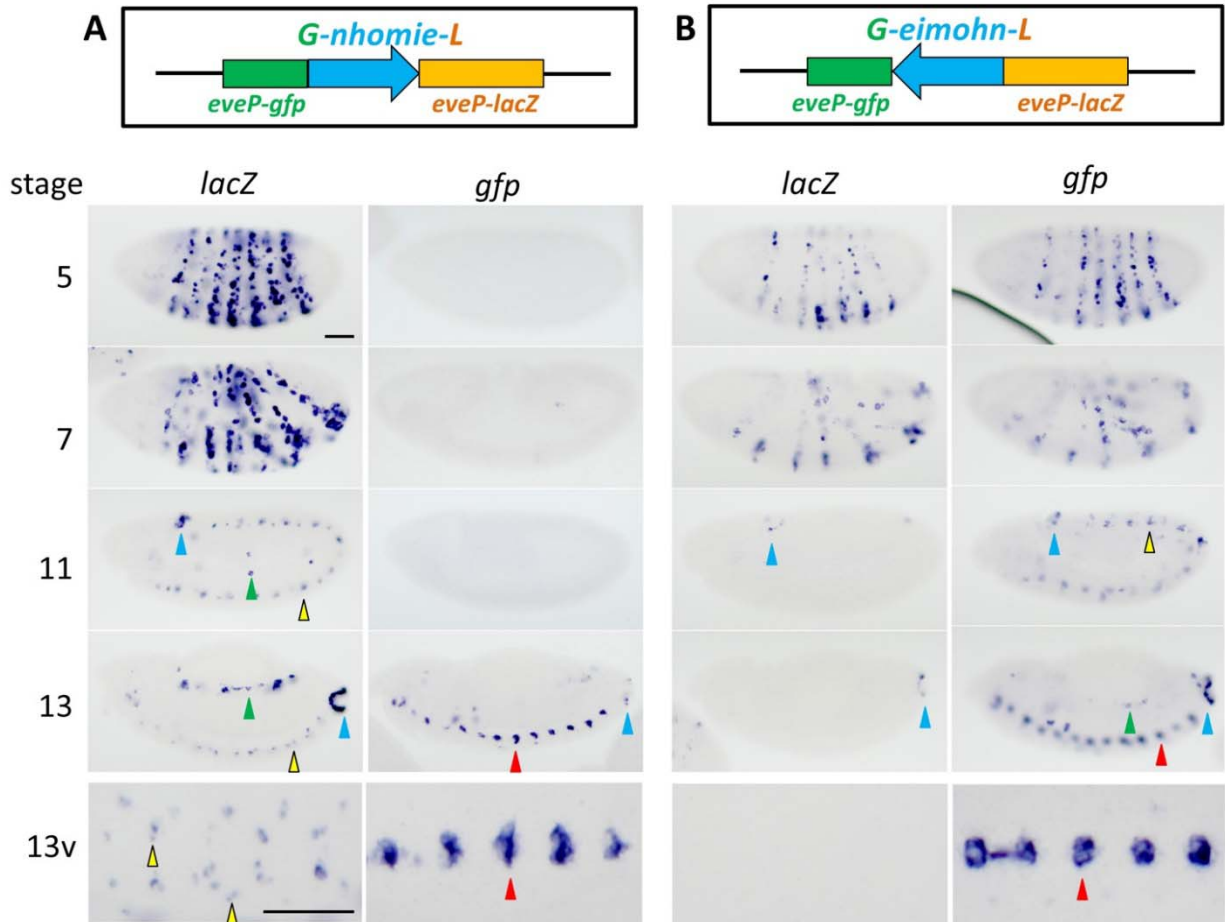 A
G-nhomie-L
eveP-gfp
eveP-lacZ
B
G-eimohn-L
eveP-gfp
eveP-lacZ
stage
lacZ
gfp
lacZ
gfp
5
7
11
13
13v